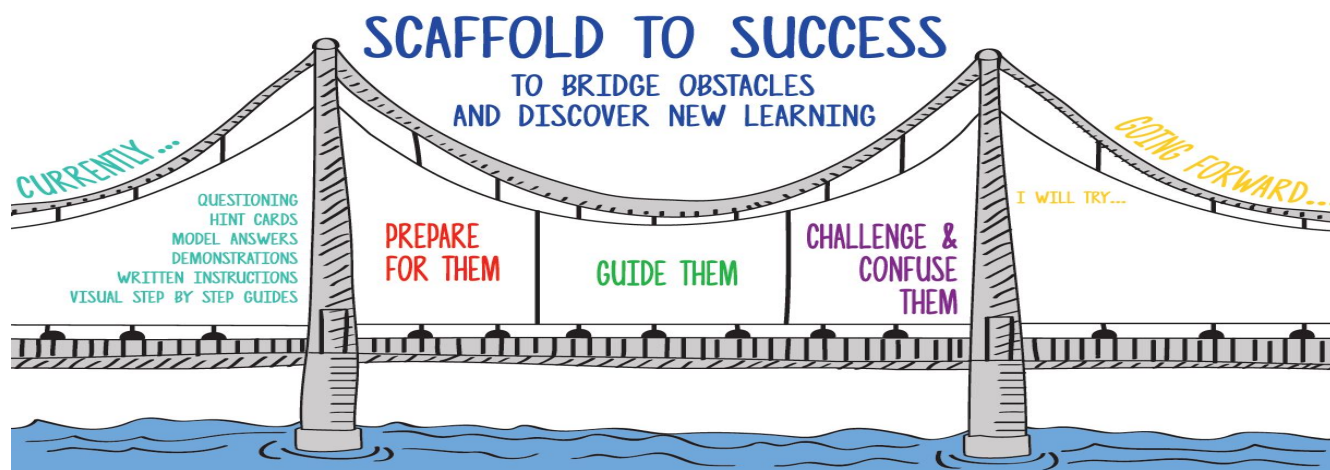 SCAFFOLD TO SUCCESS
TO BRIDGE OBSTACLES
AND DISCOVER NEW LEARNING
CURRENTLY...
QUESTIONING
HINT CARDS
MODEL ANSWERS
DEMONSTRATIONS
WRITTEN INSTRUCTIONS
VISUAL STEP BY STEP GUIDES
PREPARE
FOR THEM
GUIDE THEM
CHALLENGE &
CONFUSE
THEM
GOING FORWARD...
I WILL TRY...